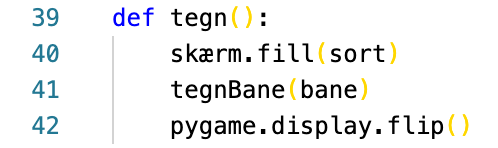 39 def tegn():
40 skærm.fill(sort)
41 tegnBane(bane)
42 pygame.display.flip()